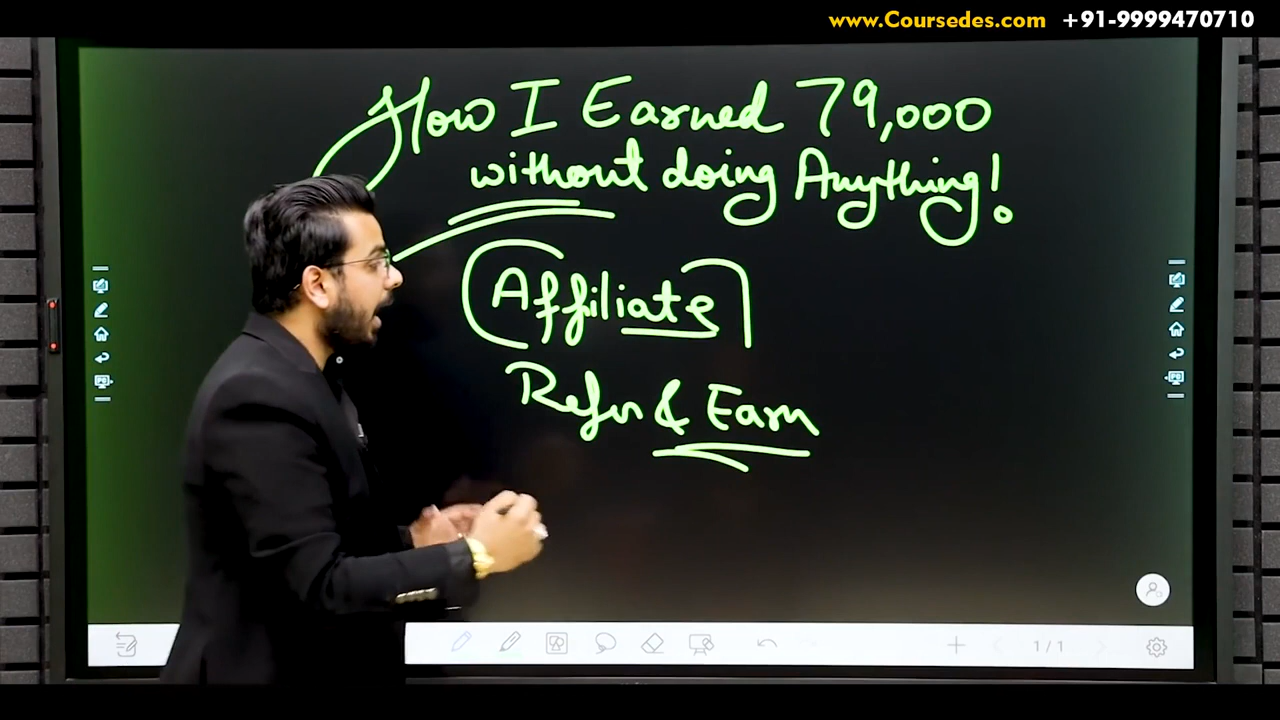 www.Coursedes.com +91-9999470710
How I Earned 79,000
without doing Anything!
Affiliate
Refer & Earn
1/1